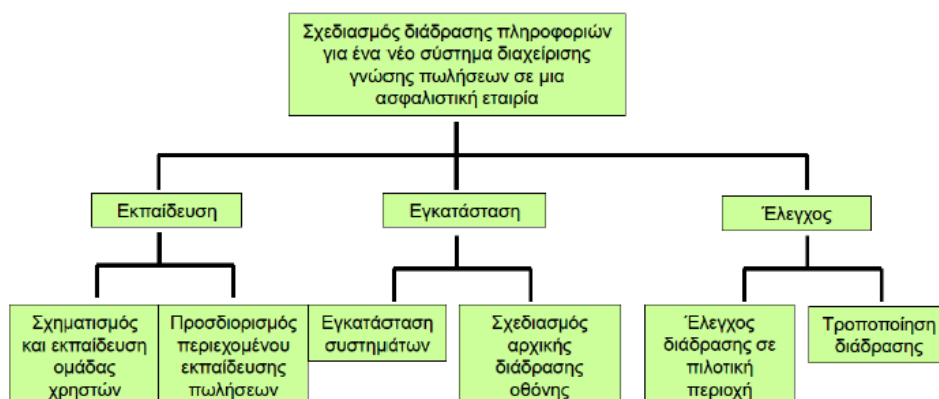 Σχεδιασμός διάδρασης πληροφοριών
για ένα νέο σύστημα διαχείρισης
γνώσης πωλήσεων σε μια
ασφαλιστική εταιρία
Εκπαίδευση
Εγκατάσταση
Έλεγχος
Σχηματισμός
και εκπαίδευση
ομάδας
χρηστών
Προσδιορισμός
περιεχομένου
εκπαίδευσης
πωλήσεων
Εγκατάσταση
συστημάτων
Σχεδιασμός
αρχικής
διάδρασης
οθόνης
Έλεγχος
διάδρασης σε
πιλοτική
περιοχή
Τροποποίηση
διάδρασης